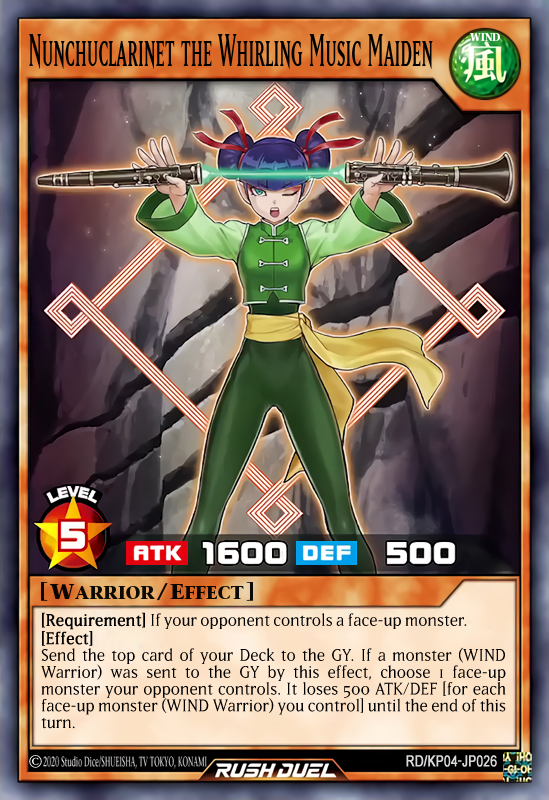 Nunchuclarinet the Whirling Music Maiden
WIND
風
LEVEL
5
ATK 1600 DEF 500
[Warrior/Effect]
[Requirement] If your opponent controls a face-up monster.
[Effect]
Send the top card of your Deck to the GY. If a monster (WIND
Warrior) was sent to the GY by this effect, choose 1 face-up
monster your opponent controls. It loses 500 ATK/DEF [for each
face-up monster (WIND Warrior) you control] until the end of this
turn.
©2020 Studio Dice/SHUEISHA, TV TOKYO, KONAMI
RUSH DUEL
RD/KP04-JP026